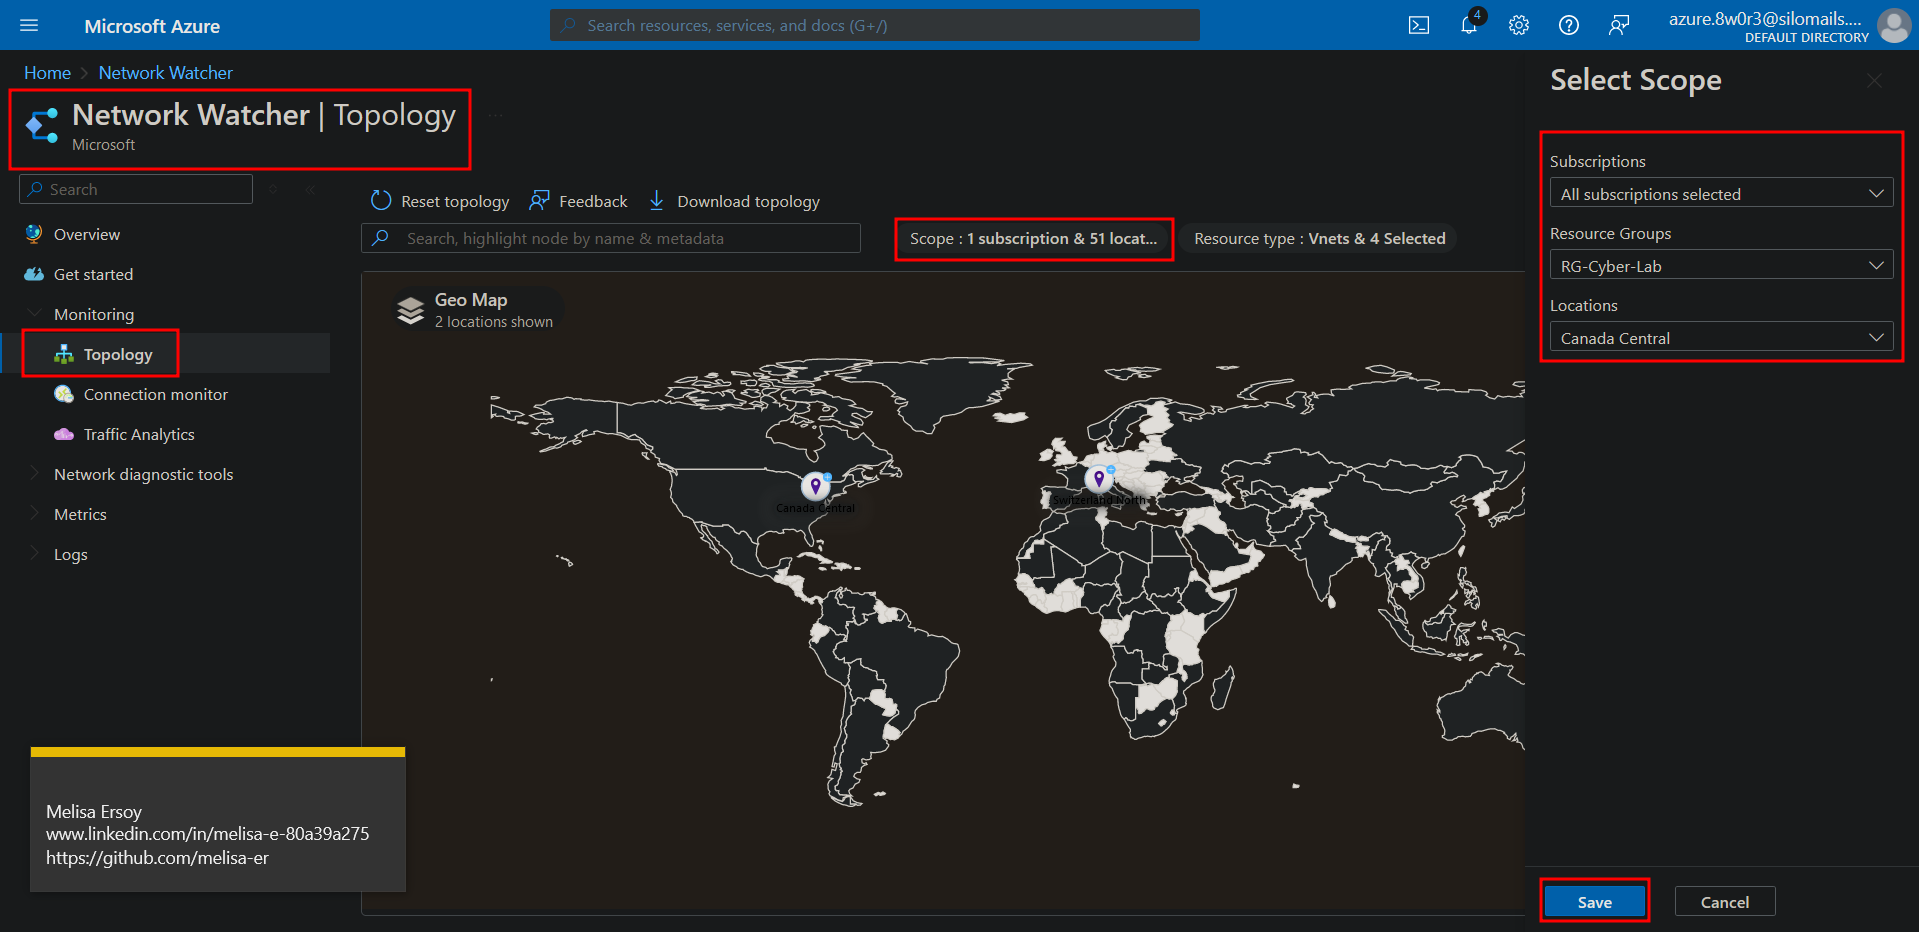 Microsoft Azure
Search resources, services, and docs (G+/)
4
azure.8w0r3@silomails....
DEFAULT DIRECTORY
Home > Network Watcher
Network Watcher | Topology
...
Microsoft
Search
Overview
Get started
Monitoring
Topology
Connection monitor
Traffic Analytics
Network diagnostic tools
Metrics
Logs
Reset topology
Feedback
Download topology
Search, highlight node by name & metadata
Scope : 1 subscription & 51 locat...
Resource type : Vnets & 4 Selected
Geo Map
2 locations shown
Canada Central
Switzerland North
Select Scope
Subscriptions
All subscriptions selected
Resource Groups
RG-Cyber-Lab
Locations
Canada Central
Save
Cancel
Melisa Ersoy
www.linkedin.com/in/melisa-e-80a39a275
https://github.com/melisa-er